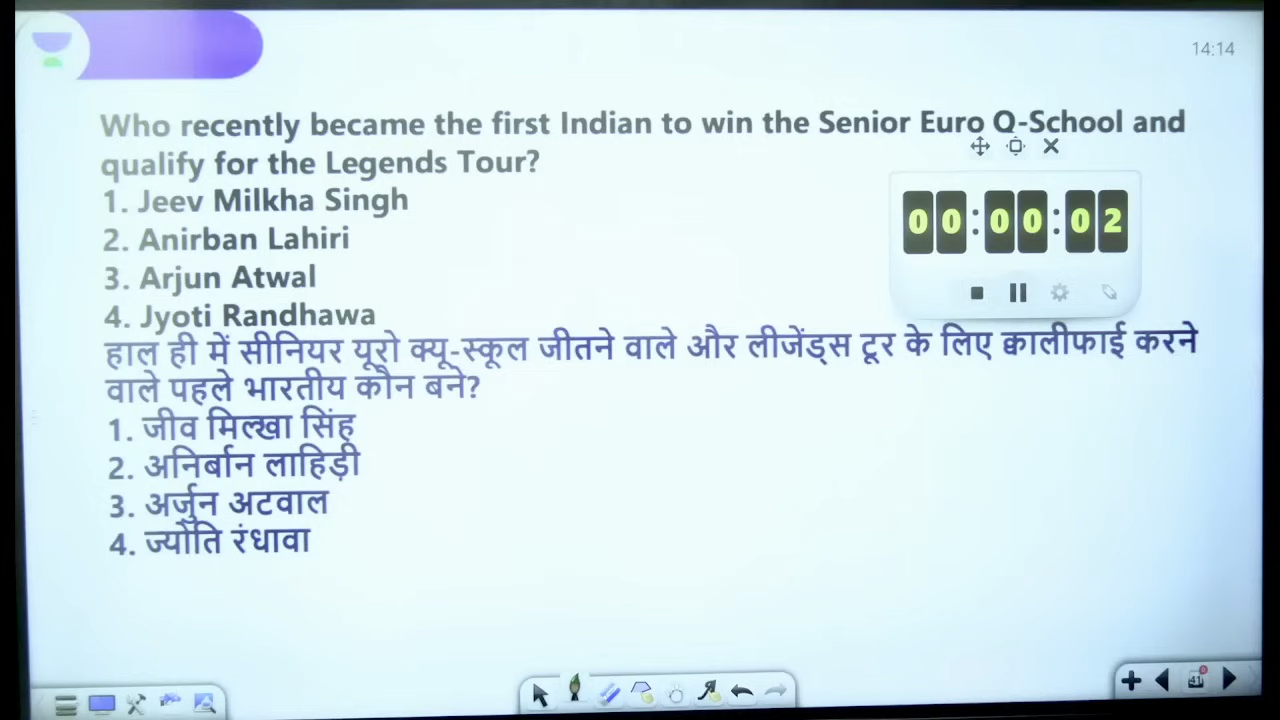 14:14
Who recently became the first Indian to win the Senior Euro Q-School and
qualify for the Legends Tour?
1. Jeev Milkha Singh
2. Anirban Lahiri
3. Arjun Atwal
4. Jyoti Randhawa
00:00:02
हाल ही में सीनियर यूरो क्यू-स्कूल जीतने वाले और लीजेंड्स टूर के लिए क्वालीफाई करने
वाले पहले भारतीय कौन बने?
1. जीव मिल्खा सिंह
2. अनिर्बान लाहिड़ी
3. अर्जुन अटवाल
4. ज्योति रंधावा
41